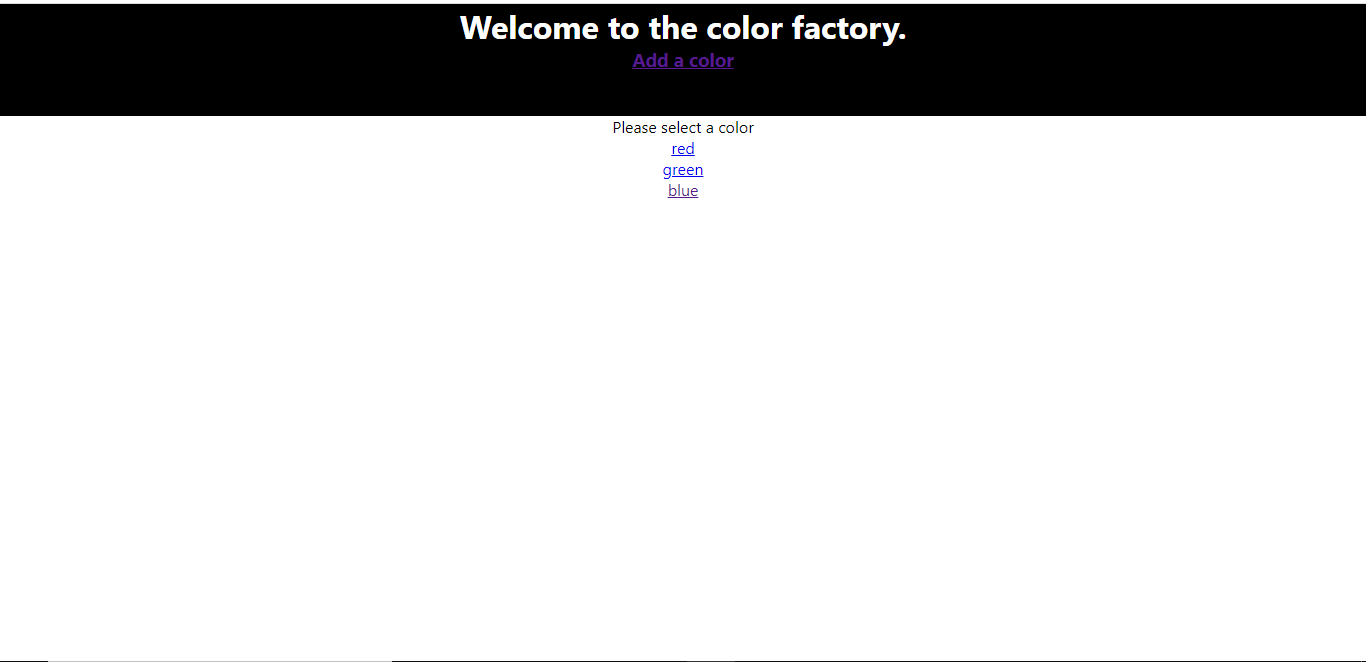 Welcome to the color factory.
Add a color
Please select a color
red
green
blue